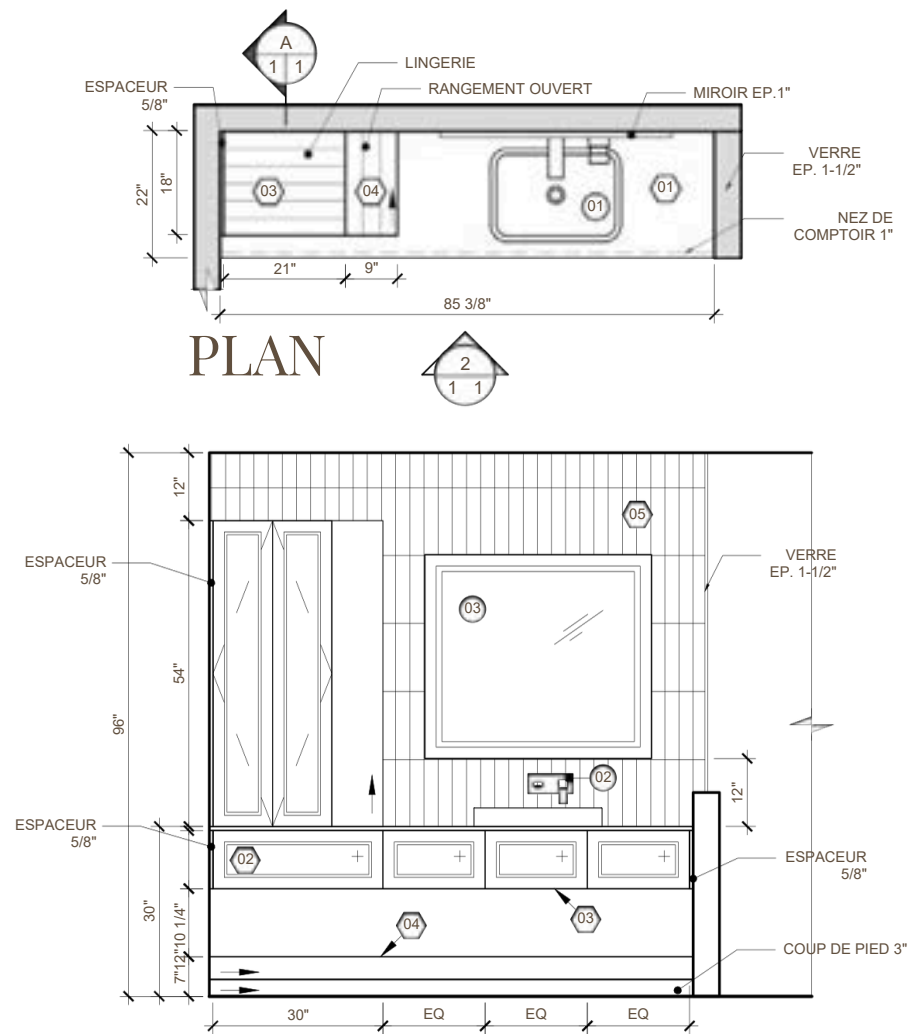 A
1 1
LINGERIE
ESPACEUR
5/8"
RANGEMENT OUVERT
MIROIR EP.1"
VERRE
EP. 1-1/2"
22"
18"
03
04
01
01
NEZ DE
COMPTOIR 1"
21"
9"
85 3/8"
PLAN
2
1 1
12"
05
ESPACEUR
5/8"
VERRE
EP. 1-1/2"
03
54"
96"
02
12"
ESPACEUR
5/8"
02
ESPACEUR
5/8"
30"
10 1/4"
12"
7"
04
03
COUP DE PIED 3"
30"
EQ
EQ
EQ